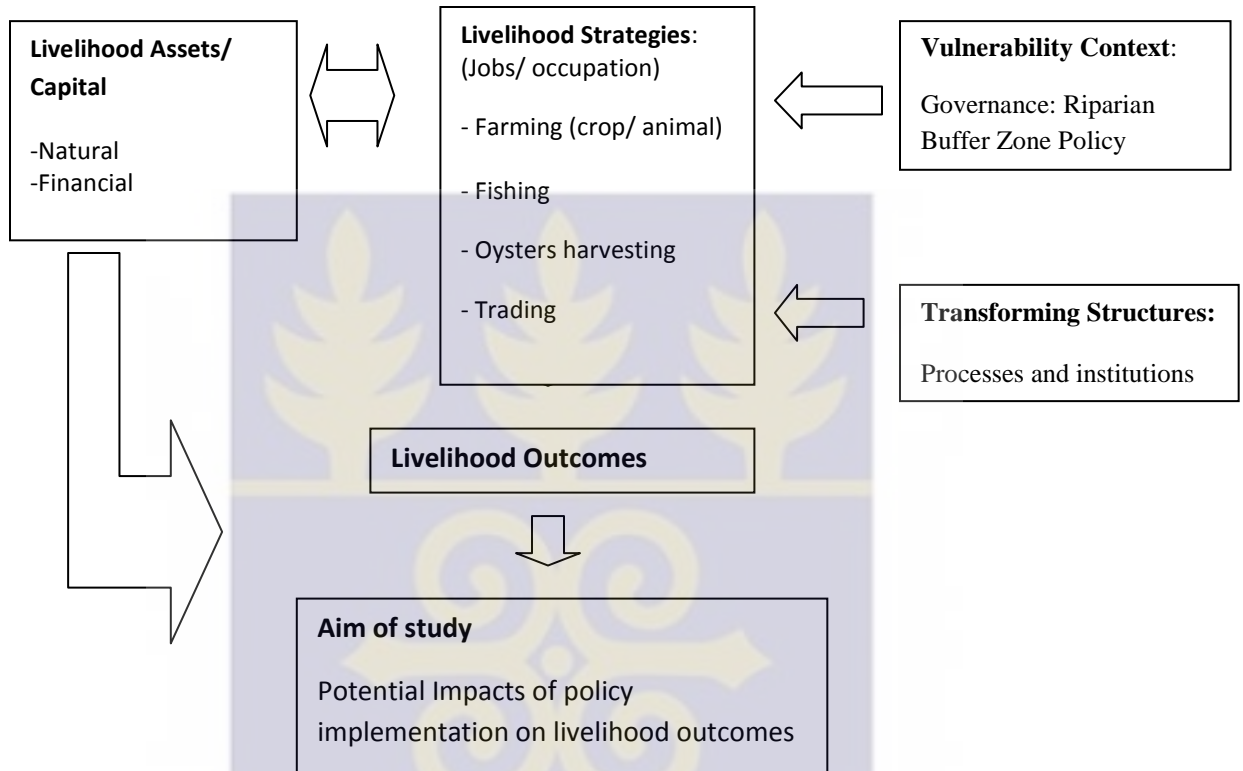 Livelihood Assets/
Capital
-Natural
-Financial
Livelihood Strategies:
(Jobs/ occupation)
- Farming (crop/ animal)
- Fishing
- Oysters harvesting
- Trading
Vulnerability Context:
Governance: Riparian
Buffer Zone Policy
Transforming Structures:
Processes and institutions
Livelihood Outcomes
Aim of study
Potential Impacts of policy
implementation on livelihood outcomes